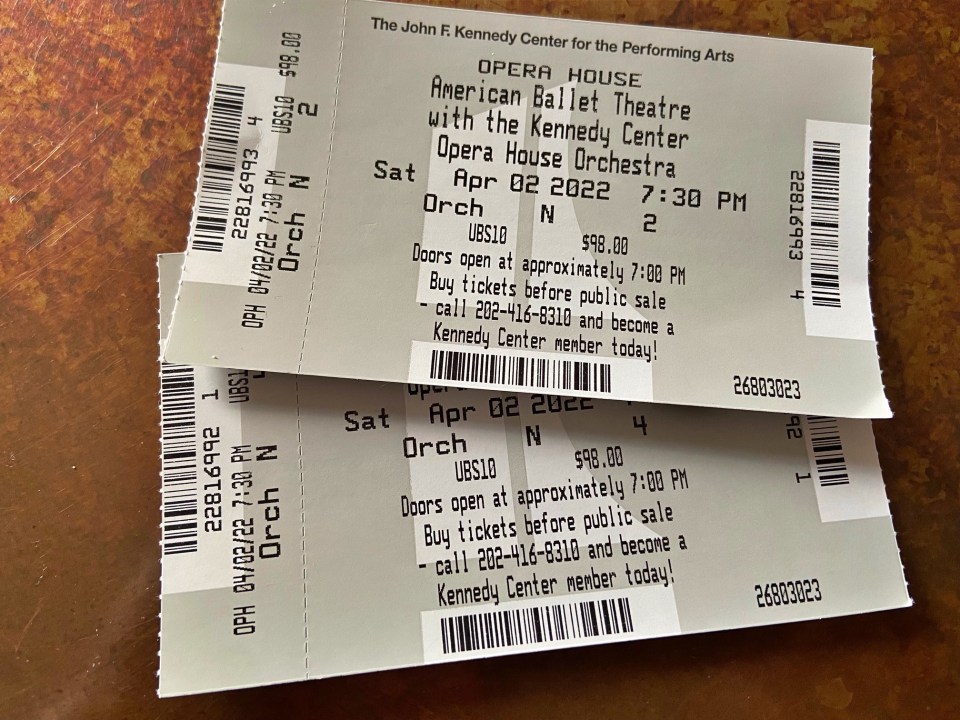 The John F. Kennedy Center for the Performing Arts
OPERA HOUSE
American Ballet Theatre
with the Kennedy Center
Opera House Orchestra
Sat Apr 02 2022 7:30 PM
Orch N 2
UBS10 $98.00
Doors open at approximately 7:00 PM
Buy tickets before public sale
- call 202-416-8310 and become a
Kennedy Center member today!
26803023
22816993 4
22816993 4 UBS10 $98.00
OPH 04/02/22 7:30 PM
Orch N 2
Sat Apr 02 2022
Orch N 4
UBS10 $98.00
Doors open at approximately 7:00 PM
Buy tickets before public sale
- call 202-416-8310 and become a
Kennedy Center member today!
26803023
92 1
22816992 1 UBS1
OPH 04/02/22 7:30 PM
Orch N